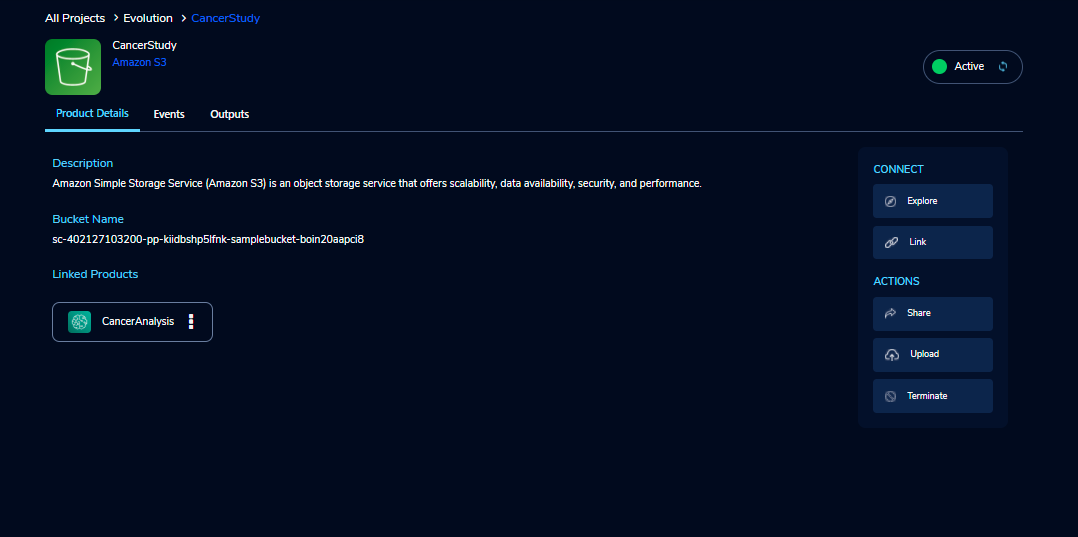 All Projects > Evolution > CancerStudy
CancerStudy
Amazon S3
Active
Product Details Events Outputs
Description
Amazon Simple Storage Service (Amazon S3) is an object storage service that offers scalability, data availability, security, and performance.
Bucket Name
sc-402127103200-pp-kiidbshp5lfnk-samplebucket-boin20aapci8
Linked Products
CancerAnalysis
CONNECT
Explore
Link
ACTIONS
Share
Upload
Terminate